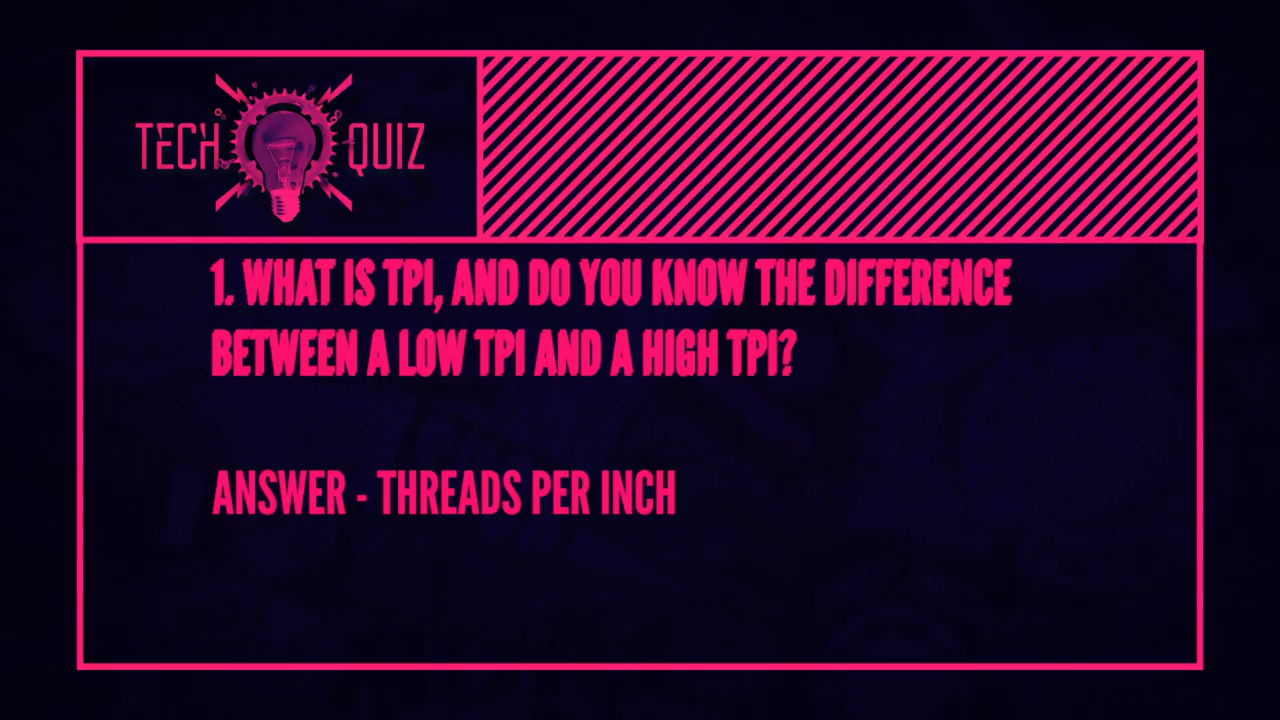 TECH QUIZ
1. WHAT IS TPI, AND DO YOU KNOW THE DIFFERENCE
BETWEEN A LOW TPI AND A HIGH TPI?
ANSWER - THREADS PER INCH